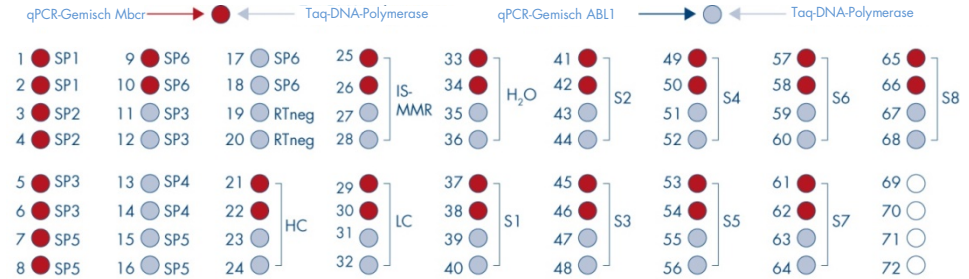 qPCR-Gemisch Mbcr Taq-DNA-Polymerase qPCR-Gemisch ABL1 Taq-DNA-Polymerase
1 SP1
2 SP1
3 SP2
4 SP2
5 SP3
6 SP3
7 SP5
8 SP5
9 SP6
10 SP6
11 SP3
12 SP3
13 SP4
14 SP4
15 SP5
16 SP5
17 SP6
18 SP6
19 RTneg
20 RTneg
21
22
23
24
HC
25
26
27
28
IS-
MMR
29
30
31
32
LC
33
34
35
36
H₂O
37
38
39
40
S1
41
42
43
44
S2
45
46
47
48
S3
49
50
51
52
S4
53
54
55
56
S5
57
58
59
60
S6
61
62
63
64
S7
65
66
67
68
S8
69
70
71
72